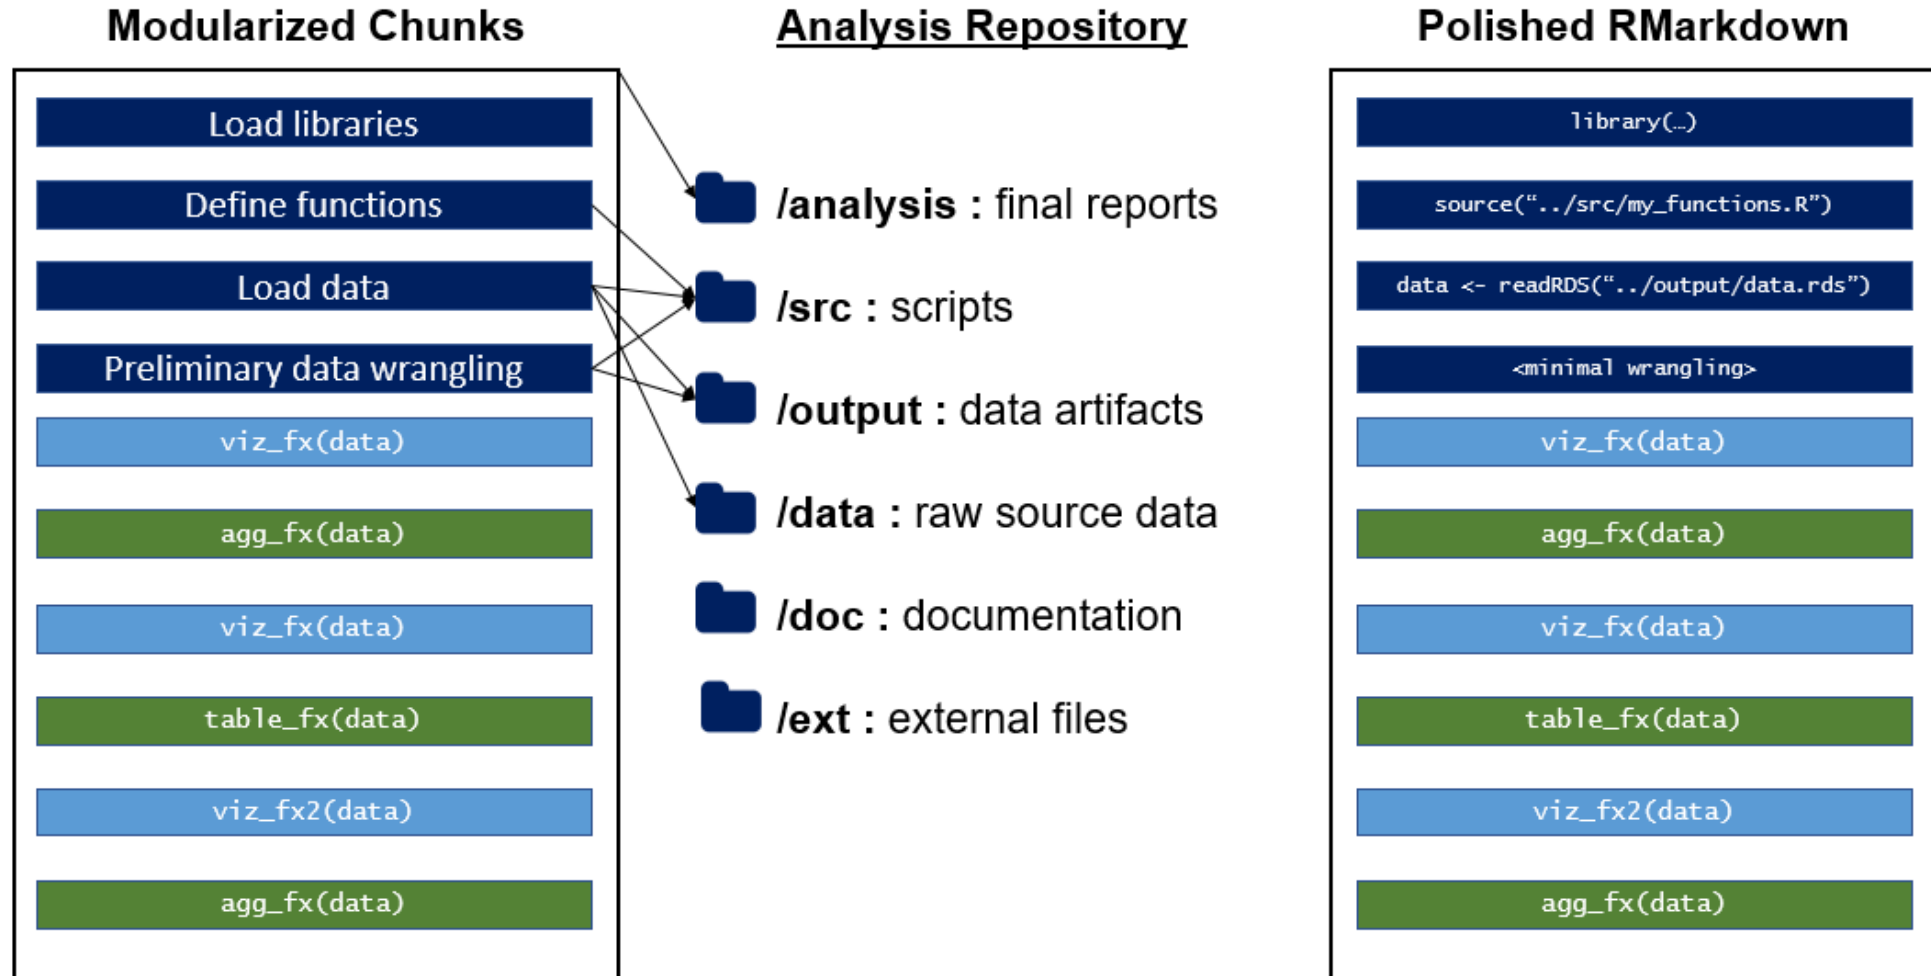 Modularized Chunks
Load libraries
Define functions
Load data
Preliminary data wrangling
viz_fx(data)
agg_fx(data)
viz_fx(data)
table_fx(data)
viz_fx2(data)
agg_fx(data)
Analysis Repository
/analysis : final reports
/src : scripts
/output : data artifacts
/data : raw source data
/doc : documentation
/ext : external files
Polished RMarkdown
library(…)
source(“../src/my_functions.R”)
data <- readRDS(“../output/data.rds”)
<minimal wrangling>
viz_fx(data)
agg_fx(data)
viz_fx(data)
table_fx(data)
viz_fx2(data)
agg_fx(data)